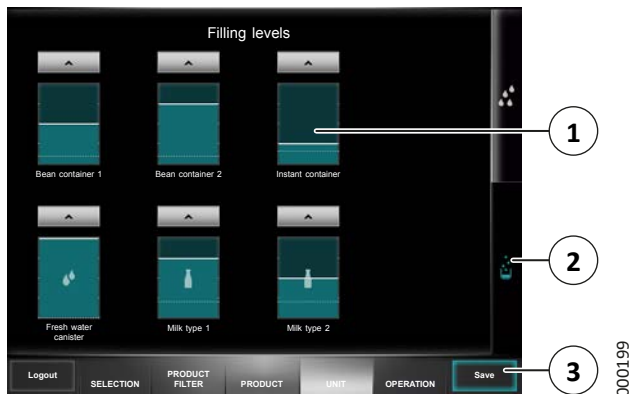 Filling levels
Bean container 1
Bean container 2
Instant container
1
2
Fresh water
canister
Milk type 1
Milk type 2
Logout
SELECTION
PRODUCT
FILTER
PRODUCT
UNIT
OPERATION
Save
3
000199